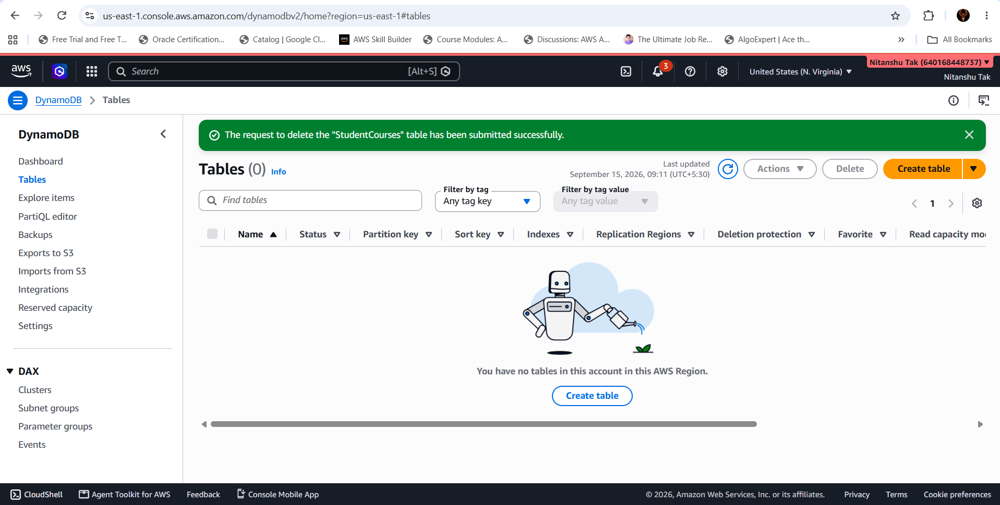 us-east-1.console.aws.amazon.com/dynamodbv2/home?region=us-east-1#tables
Free Trial and Free T... Oracle Certification... Catalog | Google Cl... aws AWS Skill Builder Course Modules: A... Discussions: AWS A... The Ultimate Job Re... AlgoExpert | Ace th... » All Bookmarks
aws Search [Alt+S] 3 United States (N. Virginia) Nitanshu Tak (640168448737)
Nitanshu Tak
DynamoDB > Tables
DynamoDB
Dashboard
Tables
Explore items
PartiQL editor
Backups
Exports to S3
Imports from S3
Integrations
Reserved capacity
Settings
DAX
Clusters
Subnet groups
Parameter groups
Events
The request to delete the "StudentCourses" table has been submitted successfully.
Tables (0) Info
Last updated
September 15, 2026, 09:11 (UTC+5:30)
Actions Delete Create table
Find tables
Filter by tag
Any tag key
Filter by tag value
Any tag value
1
Name Status Partition key Sort key Indexes Replication Regions Deletion protection Favorite Read capacity mo
You have no tables in this account in this AWS Region.
Create table
CloudShell Agent Toolkit for AWS Feedback Console Mobile App © 2026, Amazon Web Services, Inc. or its affiliates. Privacy Terms Cookie preferences